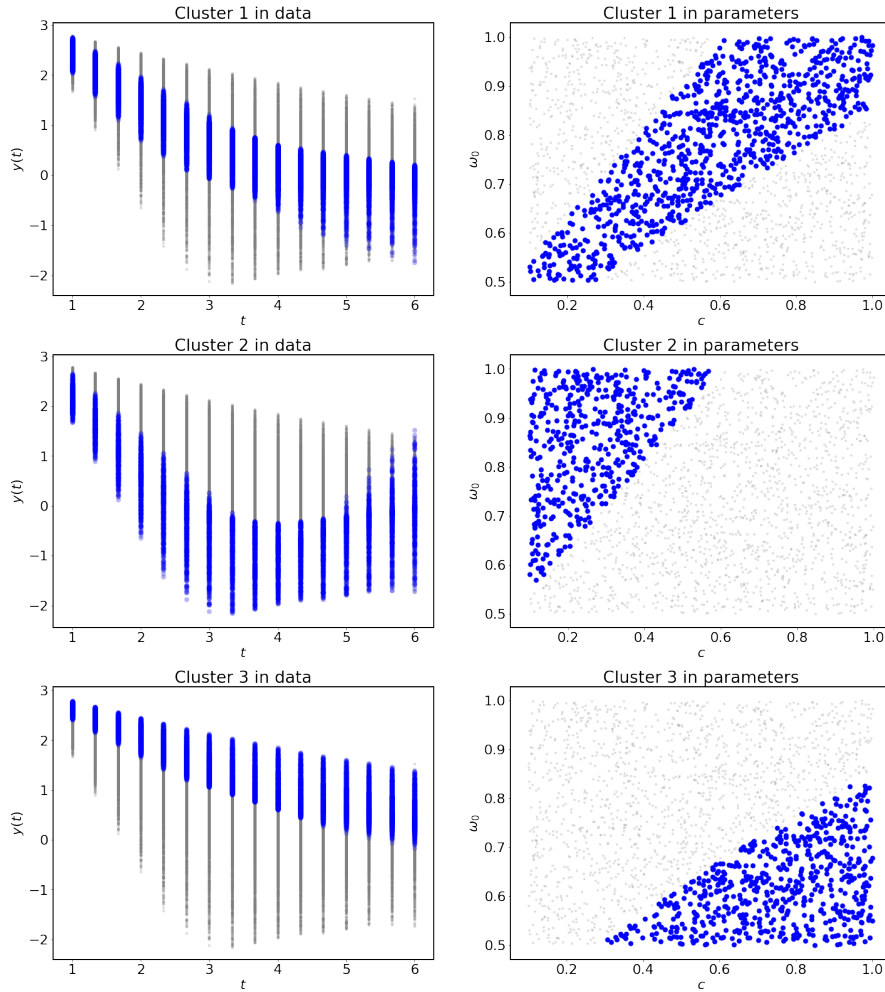 Cluster 1 in data
Cluster 1 in parameters
3
2
1
0
−1
−2
y(t)
1 2 3 4 5 6
t
1.0
0.9
0.8
0.7
0.6
0.5
ω₀
0.2 0.4 0.6 0.8 1.0
c
Cluster 2 in data
Cluster 2 in parameters
3
2
1
0
−1
−2
y(t)
1 2 3 4 5 6
t
1.0
0.9
0.8
0.7
0.6
0.5
ω₀
0.2 0.4 0.6 0.8 1.0
c
Cluster 3 in data
Cluster 3 in parameters
3
2
1
0
−1
−2
y(t)
1 2 3 4 5 6
t
1.0
0.9
0.8
0.7
0.6
0.5
ω₀
0.2 0.4 0.6 0.8 1.0
c